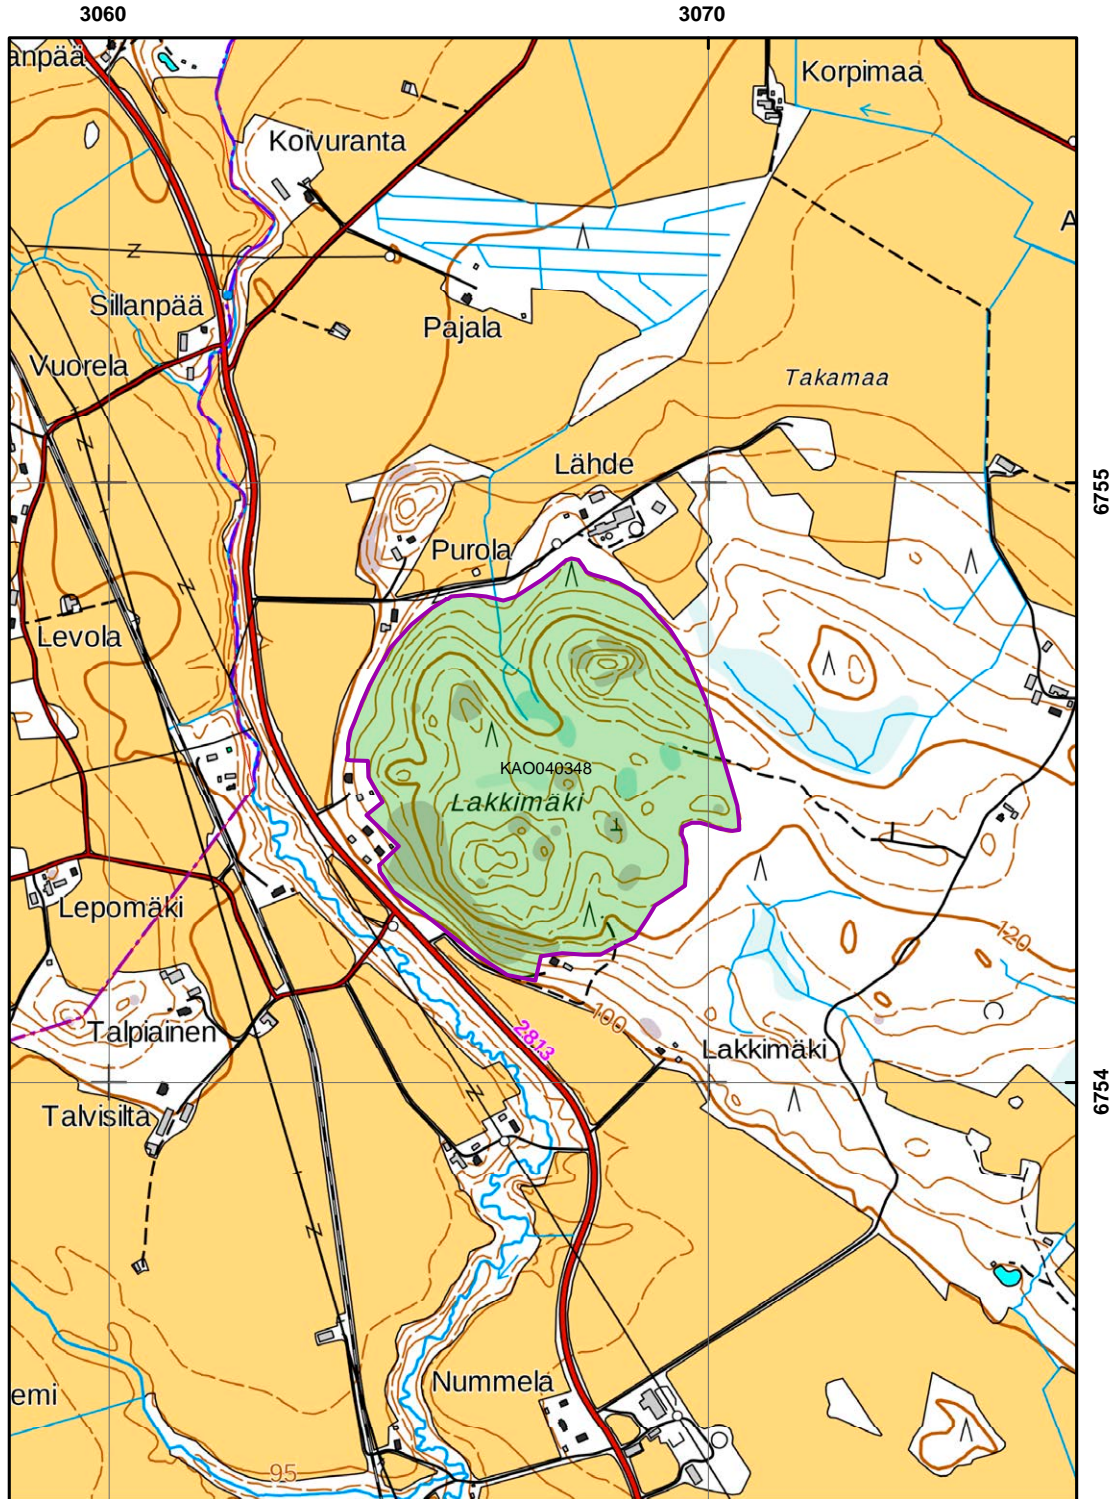 3060
3070
anpää
Korpimaa
Koivuranta
A
Sillanpää
Pajala
Vuorela
Takamaa
Lähde
6755
Purola
Levola
KAO040348
Lakkimäki
Lepomäki
120
100
2813
Talpiainen
Lakkimäki
6754
Talvisilta
Nummela
emi
95